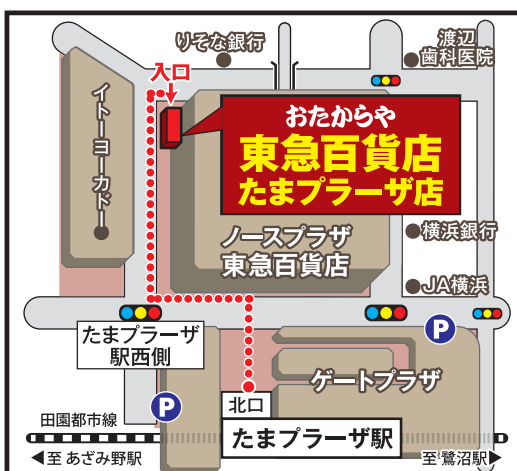 りそな銀行
渡辺
歯科医院
入口
イトーヨーカドー
おたからや
東急百貨店
たまプラーザ店
ノースプラザ
東急百貨店
横浜銀行
JA横浜
P
たまプラーザ
駅西側
ゲートプラザ
P
北口
田園都市線
たまプラーザ駅
至 あざみ野駅
至 鷺沼駅